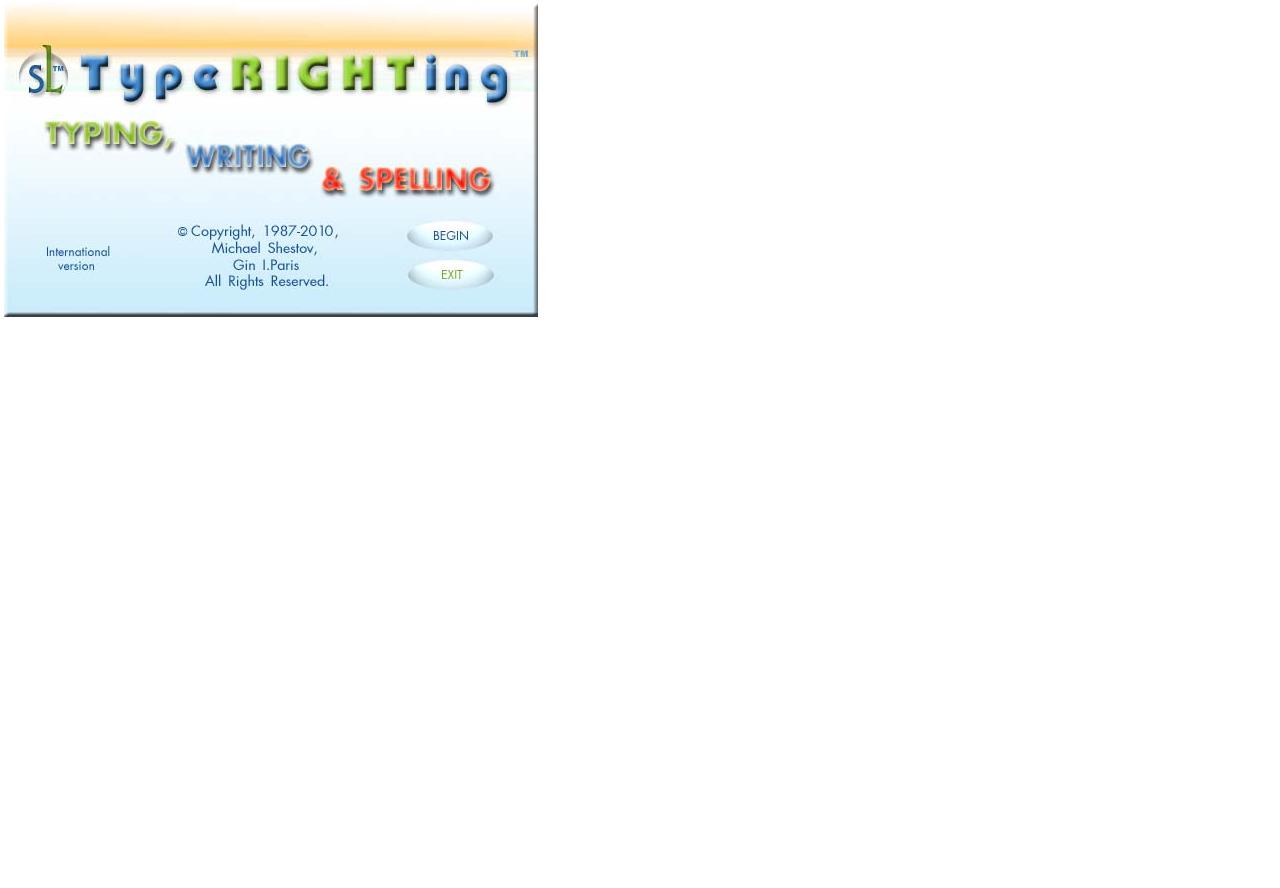 SL™ TypeRIGHTing™
TYPING,
WRITING
& SPELLING
© Copyright, 1987-2010,
Michael Shestov,
Gin I.Paris
All Rights Reserved.
International
version
BEGIN
EXIT